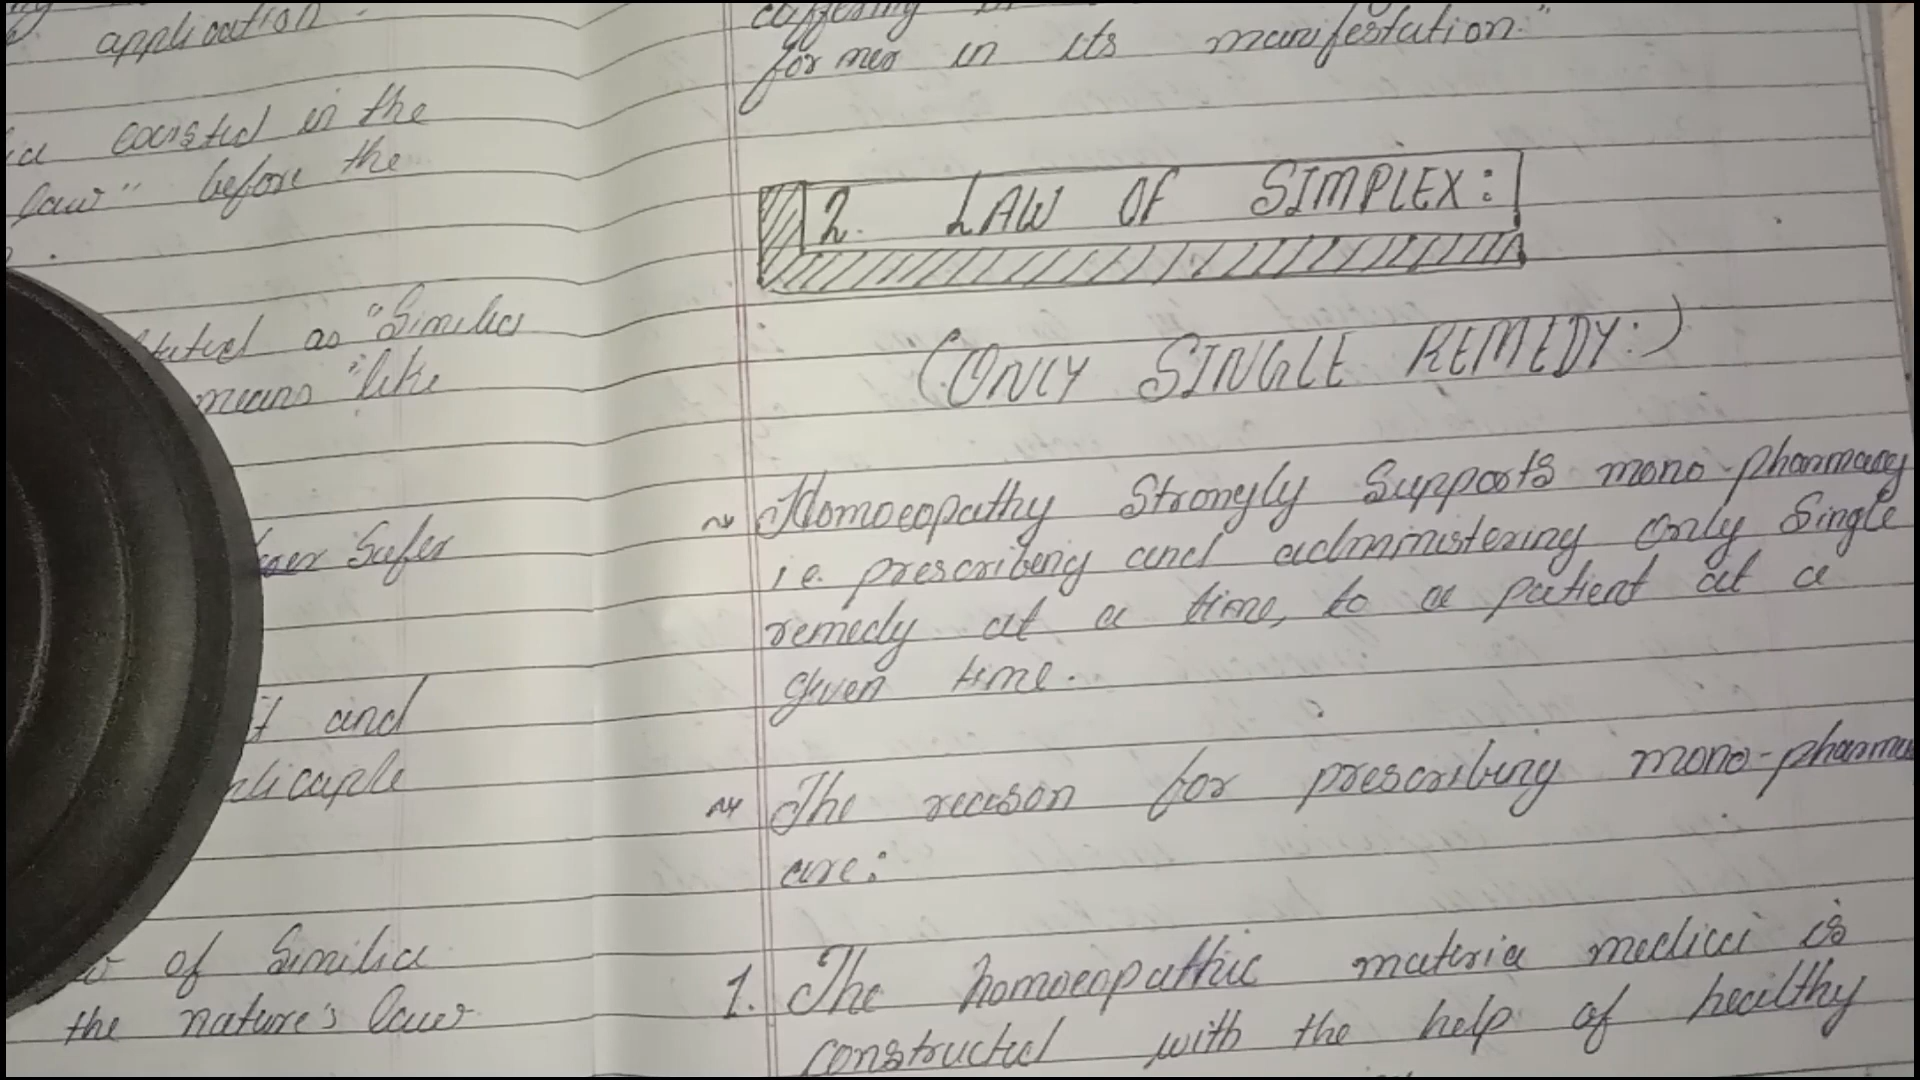 application.
existed in the
law" before the
as "Similia
means "like
Safer
and
of Similia
the nature's law
former in its manifestation."
2. LAW OF SIMPLEX:
(ONLY SINGLE REMEDY:)
~ Homoeopathy Strongly Supports mono-pharmacy
i.e. prescribing and administering only Single
remedy at a time, to a patient at a
given time.
~ The reason for prescribing mono-pharma
are:
1. The homoeopathic materia medica is
constructed with the help of healthy